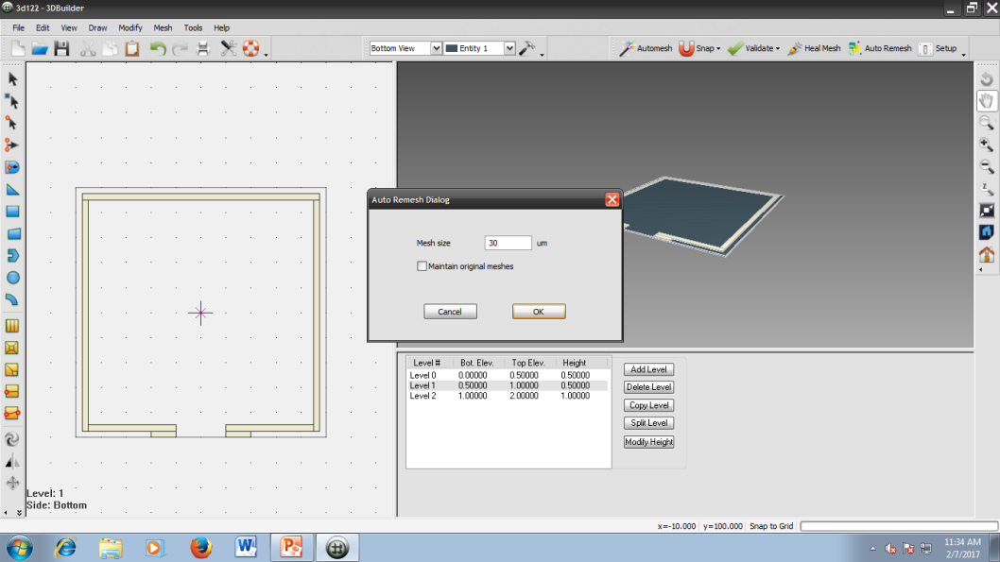 3d122 - 3DBuilder
File Edit View Draw Modify Mesh Tools Help
Bottom View Entity 1 Automesh Snap Validate Heal Mesh Auto Remesh Setup
Auto Remesh Dialog
Mesh size 30 um
Maintain original meshes
Cancel OK
Level # Bot. Elev. Top Elev. Height
Level 0 0.00000 0.50000 0.50000
Level 1 0.50000 1.00000 0.50000
Level 2 1.00000 2.00000 1.00000
Add Level
Delete Level
Copy Level
Split Level
Modify Height
Level: 1
Side: Bottom
x=-10.000 y=100.000 Snap to Grid
11:34 AM
2/7/2017